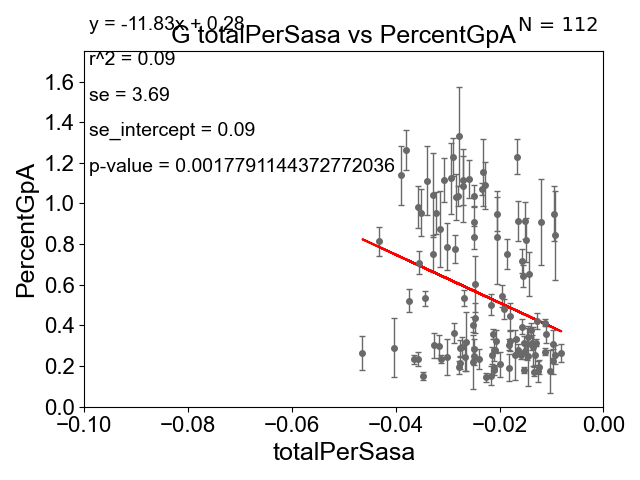 y = -11.83x + 0.28
N = 112
G totalPerSasa vs PercentGpA
r^2 = 0.09
se = 3.69
se_intercept = 0.09
p-value = 0.0017791144372772036
PercentGpA
1.6
1.4
1.2
1.0
0.8
0.6
0.4
0.2
0.0
−0.10
−0.08
−0.06
−0.04
−0.02
0.00
totalPerSasa